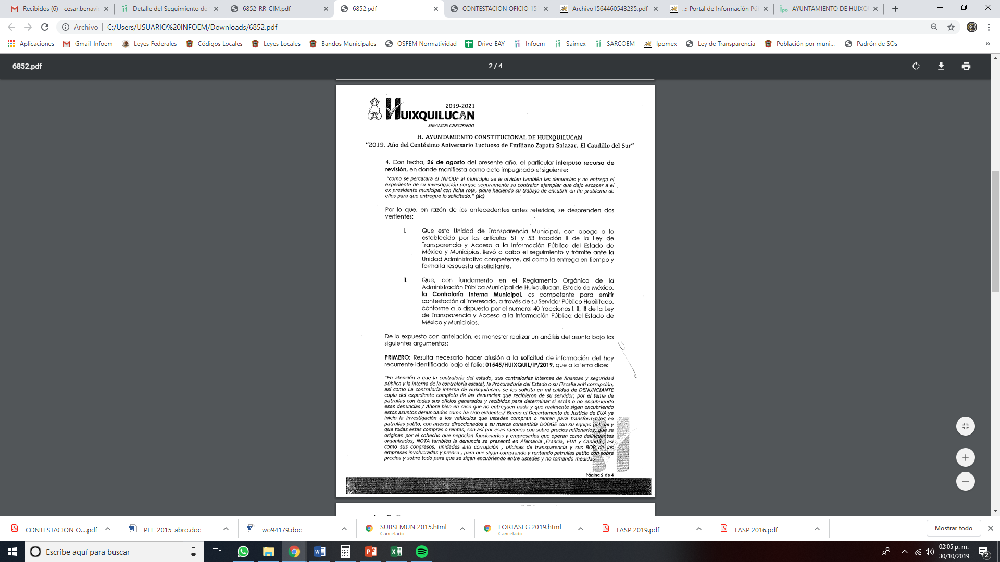 Recibidos (6) - cesar.benavi
Detalle del Seguimiento de
6852-RR-CIM.pdf
6852.pdf
CONTESTACION OFICIO 151
Archivo1564460543235.pdf
..:: Portal de Información Púb
AYUNTAMIENTO DE HUIXQ
Archivo
C:/Users/USUARIO%20INFOEM/Downloads/6852.pdf
Aplicaciones
Gmail-Infoem
Leyes Federales
Códigos Locales
Leyes Locales
Bandos Municipales
OSFEM Normatividad
Drive-EAY
Infoem
Saimex
SARCOEM
Ipomex
Ley de Transparencia
Población por muni...
Padrón de SOs
»
6852.pdf
2 / 4
2019-2021
HUIXQUILUCAN
SIGAMOS CRECIENDO
H. AYUNTAMIENTO CONSTITUCIONAL DE HUIXQUILUCAN
“2019. Año del Centésimo Aniversario Luctuoso de Emiliano Zapata Salazar. El Caudillo del Sur”
4. Con fecha, 26 de agosto del presente año, el particular interpuso recurso de
revisión, en donde manifiesta como acto impugnado el siguiente:
“como se percatara el INFODF al municipio se le olvidan también las denuncias y no entrega el
expediente de su investigación porque seguramente su contralor ejemplar que dejo escapar a el
ex presidente municipal con ficha roja, sigue haciendo su trabajo de encubrir en fin problema de
ellos para que entregue lo solicitado.” (sic)
Por lo que, en razón de los antecedentes antes referidos, se desprenden dos
vertientes:
I. Que esta Unidad de Transparencia Municipal, con apego a lo
establecido por los artículos 51 y 53 fracción II de la Ley de
Transparencia y Acceso a la Información Pública del Estado de
México y Municipios, llevó a cabo el seguimiento y trámite ante la
Unidad Administrativa competente, así como la entrega en tiempo y
forma la respuesta al solicitante.
II. Que, con fundamento en el Reglamento Orgánico de la
Administración Pública Municipal de Huixquilucan, Estado de México,
la Contraloría Interna Municipal, es competente para emitir
contestación al interesado, a través de su Servidor Público Habilitado,
conforme a lo dispuesto por el numeral 40 fracciones I, II, III de la Ley
de Transparencia y Acceso a la Información Pública del Estado de
México y Municipios.
De lo expuesto con antelación, es menester realizar un análisis del asunto bajo los
siguientes argumentos:
PRIMERO: Resulta necesario hacer alusión a la solicitud de información del hoy
recurrente identificada bajo el folio: 01545/HUIXQUIL/IP/2019, que a la letra dice:
“En atención a que la contraloría del estado, sus contralorías internas de finanzas y seguridad
pública y la interna de la contraloría estatal, la Procuraduría del Estado o su Fiscalía anti corrupción,
así como La contraloría interna de Huixquilucan, se les solicita en mi calidad de DENUNCIANTE
copia del expediente completo de las denuncias que recibieron de su servidor, por el tema de
patrullas con todas sus oficios generados y recibidos para determinar si están o no encubriendo
esas denuncias / Ahora bien en caso que no entreguen nada y que realmente sigan encubriendo
estos asuntos denunciados como ha sido evidente,/ Bueno el Departamento de Justicia de EUA ya
inicio la investigación a los vehículos que ustedes compran o rentan para transformarlos en
patrullas patito, con anexos direccionados a su marca consentida DODGE con su equipo policial y
que todas estas compras o rentas, son así por esas razones con sobre precios millonarios, que se
originan por el cohecho que negocian funcionarios y empresarios que operan como delincuentes
organizados, NOTA también la denuncia se presentó en Alemania ,Francia, EUA y Canadá , así
como sus congresos, unidades anti corrupción , oficinas de transparencia y sus BOP de las
empresas involucradas y prensa , para que sigan comprando y rentando patrullas patito con sobre
precios y sobre todo para que se sigan encubriendo entre ustedes y no tomando medidas
Página 2 de 4
CONTESTACION O....pdf
PEF_2015_abro.doc
wo94179.doc
SUBSEMUN 2015.html
Cancelado
FORTASEG 2019.html
Cancelado
FASP 2019.pdf
FASP 2016.pdf
Mostrar todo
Escribe aquí para buscar
02:05 p. m.
30/10/2019
2